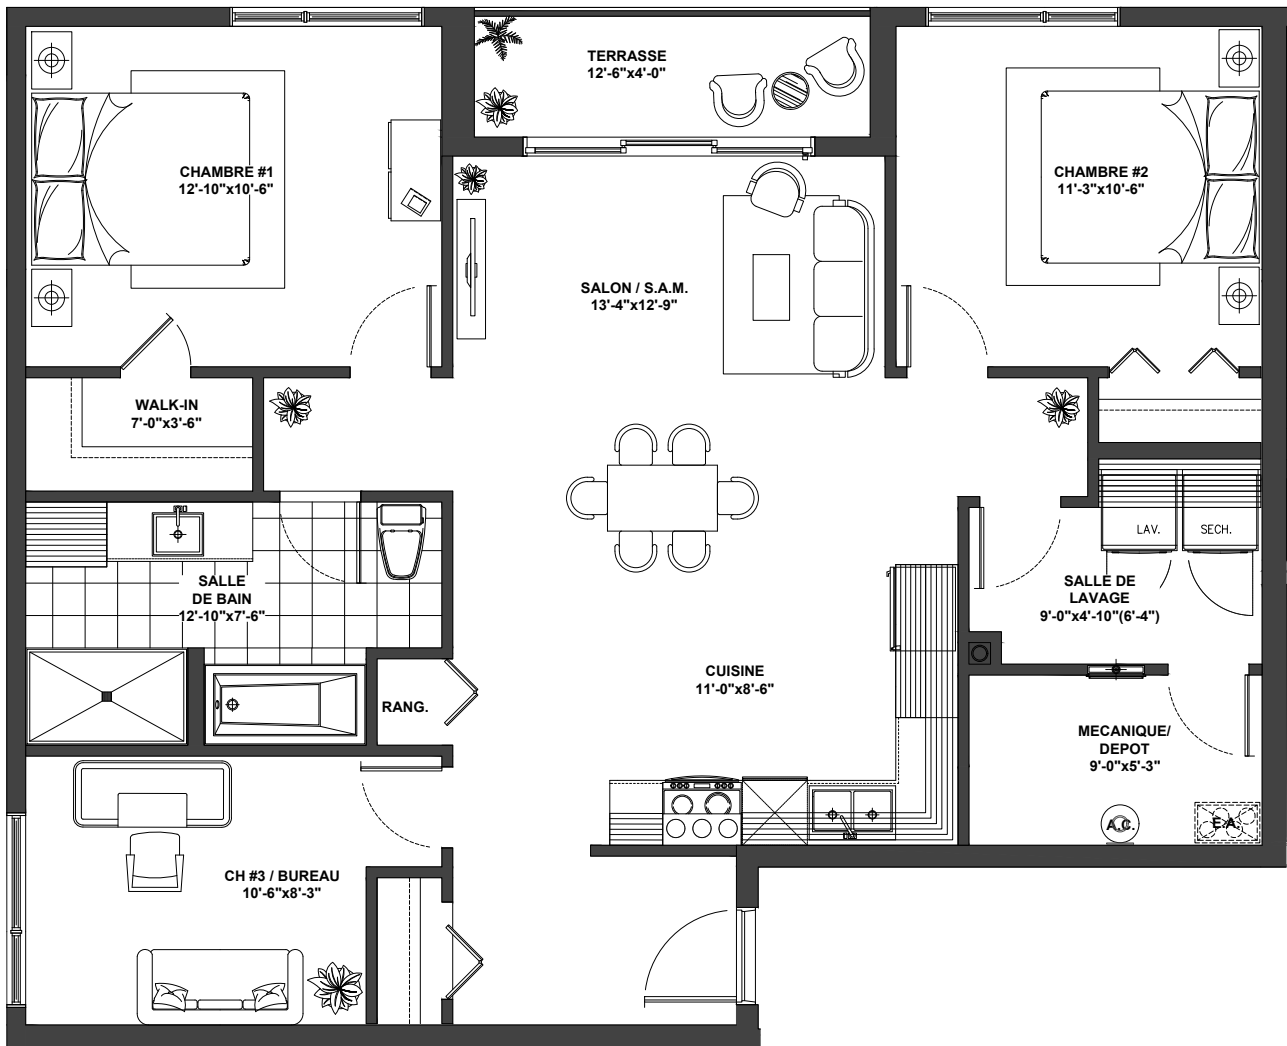 TERRASSE
12'-6"x4'-0"
CHAMBRE #1
12'-10"x10'-6"
CHAMBRE #2
11'-3"x10'-6"
SALON / S.A.M.
13'-4"x12'-9"
WALK-IN
7'-0"x3'-6"
LAV.
SECH.
SALLE
DE BAIN
12'-10"x7'-6"
SALLE DE
LAVAGE
9'-0"x4'-10"(6'-4")
CUISINE
11'-0"x8'-6"
RANG.
MECANIQUE/
DEPOT
9'-0"x5'-3"
A.C.
E.A.
CH #3 / BUREAU
10'-6"x8'-3"